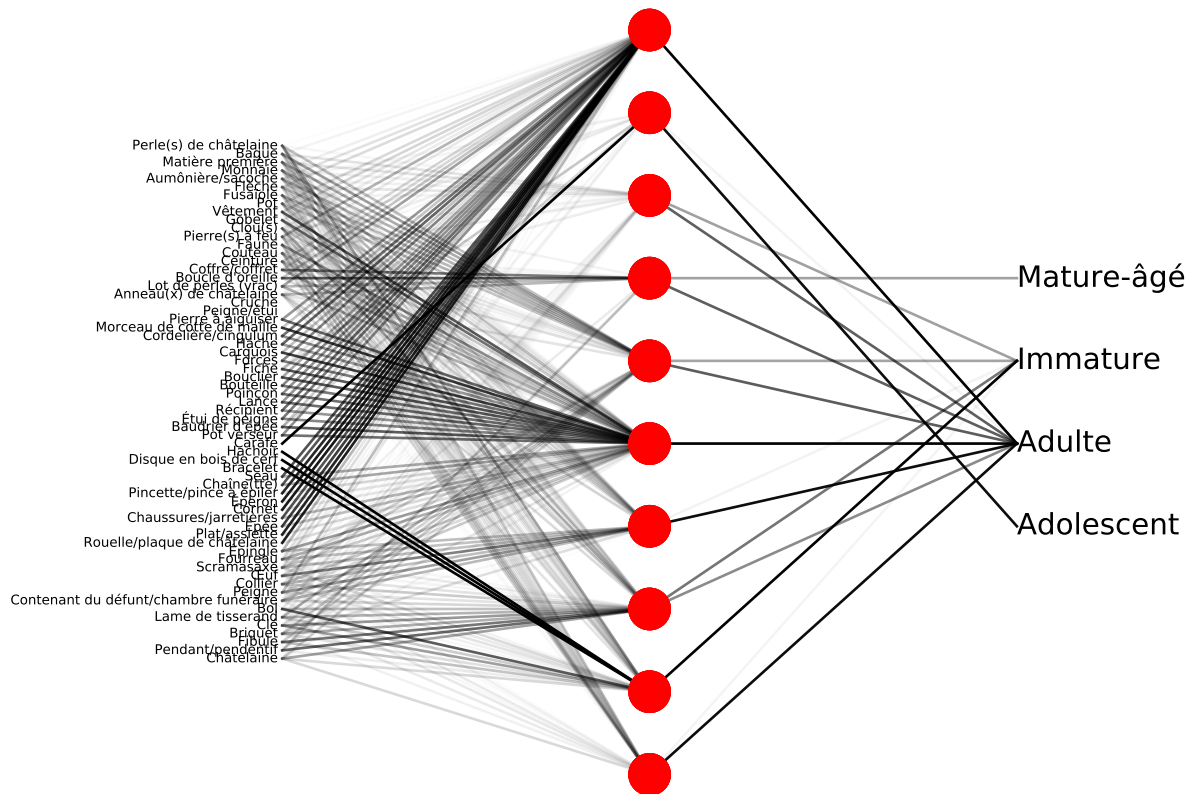 Perle(s) de châtelaine
Bague
Matière première
Monnaie
Aumônière/sacoche
Flèche
Fusaïole
Pot
Vêtement
Gobelet
Clou(s)
Pierre(s) à feu
Faune
Couteau
Ceinture
Coffre/coffret
Boucle d'oreille
Lot de perles (vrac)
Anneau(x) de châtelaine
Cruche
Peigne/étui
Pierre à aiguiser
Morceau de cotte de maille
Cordelière/cingulum
Hache
Carquois
Forces
Fiche
Bouclier
Bouteille
Poinçon
Lance
Récipient
Étui de peigne
Baudrier d'épée
Pot verseur
Carafe
Hachoir
Disque en bois de cerf
Bracelet
Seau
Chaîne(tte)
Pincette/pince à épiler
Éperon
Cornet
Chaussures/jarretières
Épée
Plat/assiette
Rouelle/plaque de châtelaine
Épingle
Fourreau
Scramasaxe
Œuf
Collier
Peigne
Contenant du défunt/chambre funéraire
Bol
Lame de tisserand
Clé
Briquet
Fibule
Pendant/pendentif
Châtelaine
Mature-âgé
Immature
Adulte
Adolescent